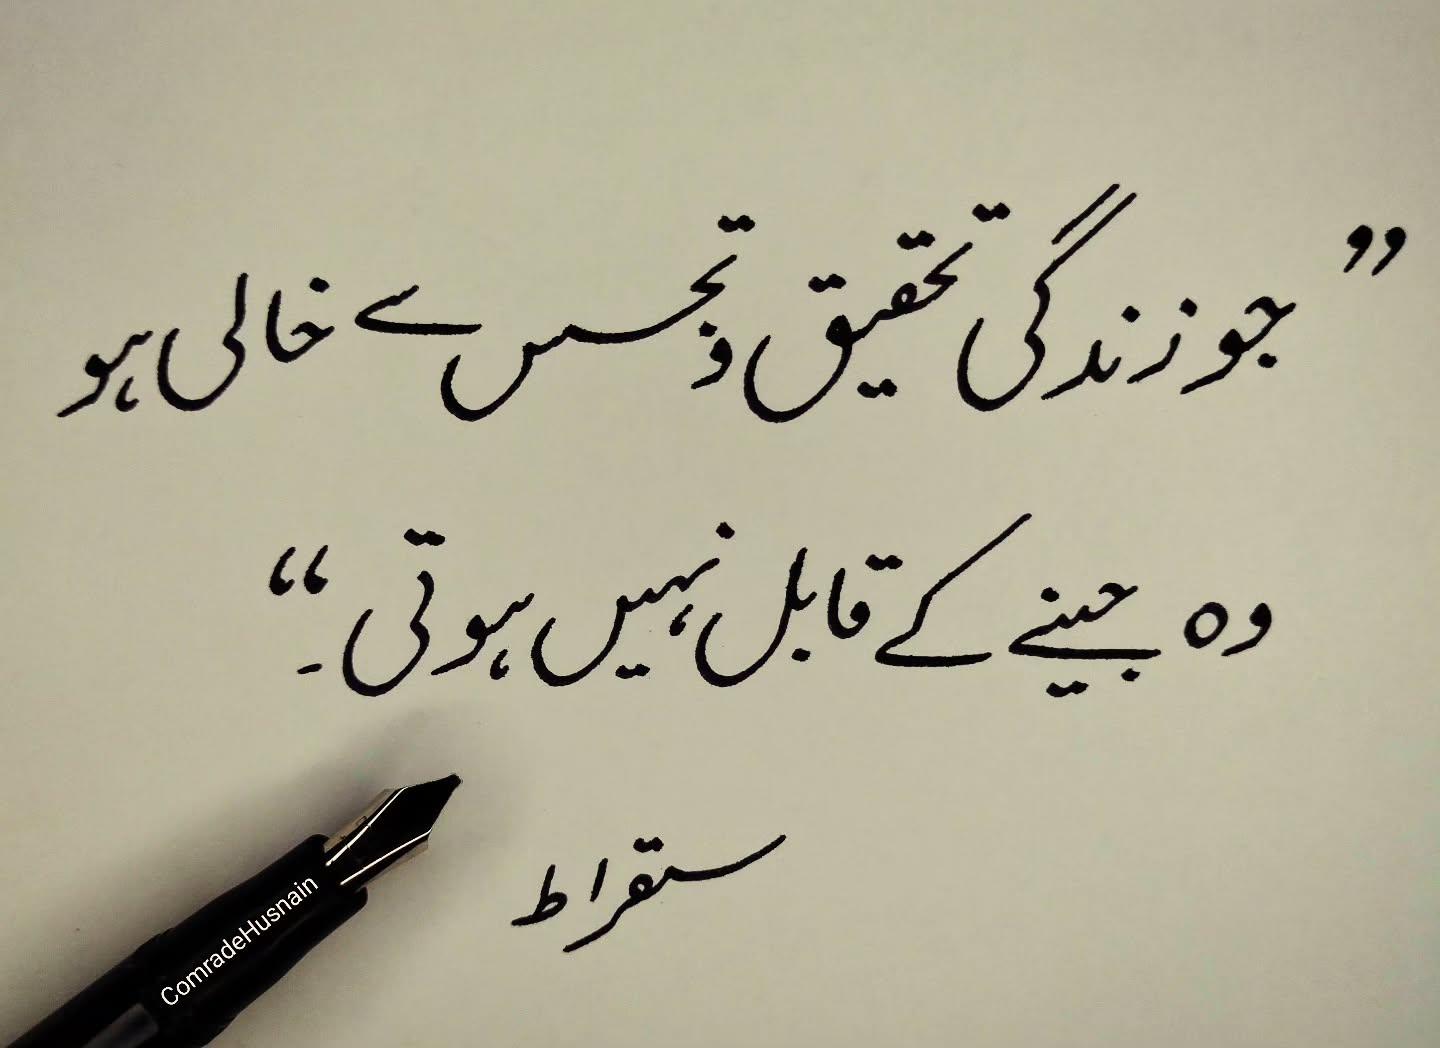 ”جو زندگی تحقیق و تجسس سے خالی ہو
وہ جینے کے قابل نہیں ہوتی۔“
سقراط
ComradeHusnain